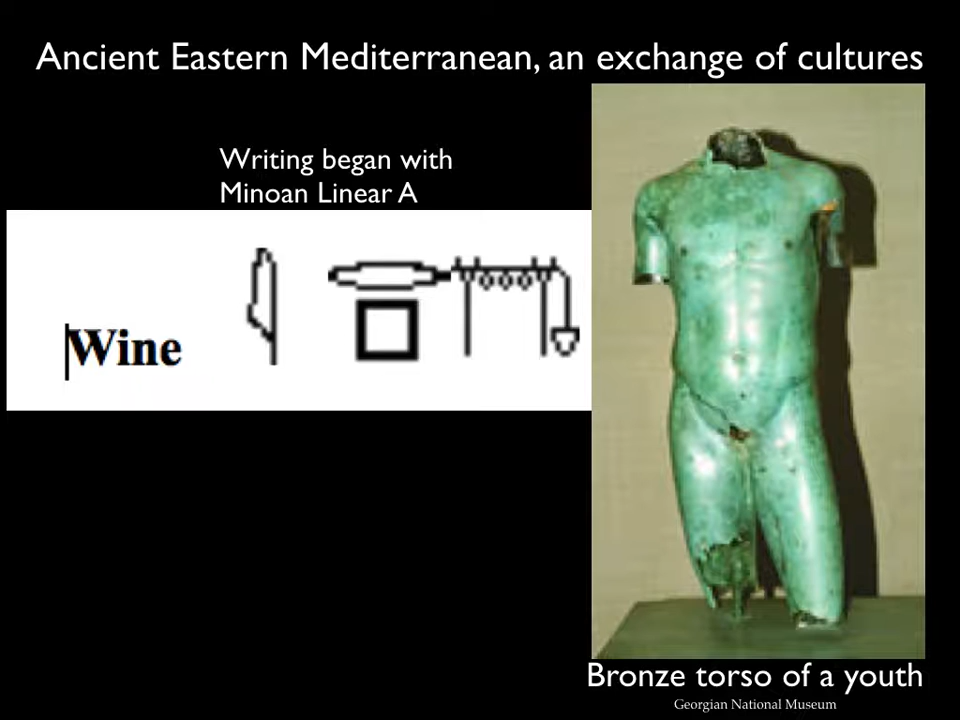 Ancient Eastern Mediterranean, an exchange of cultures
Writing began with
Minoan Linear A
Wine
Bronze torso of a youth
Georgian National Museum